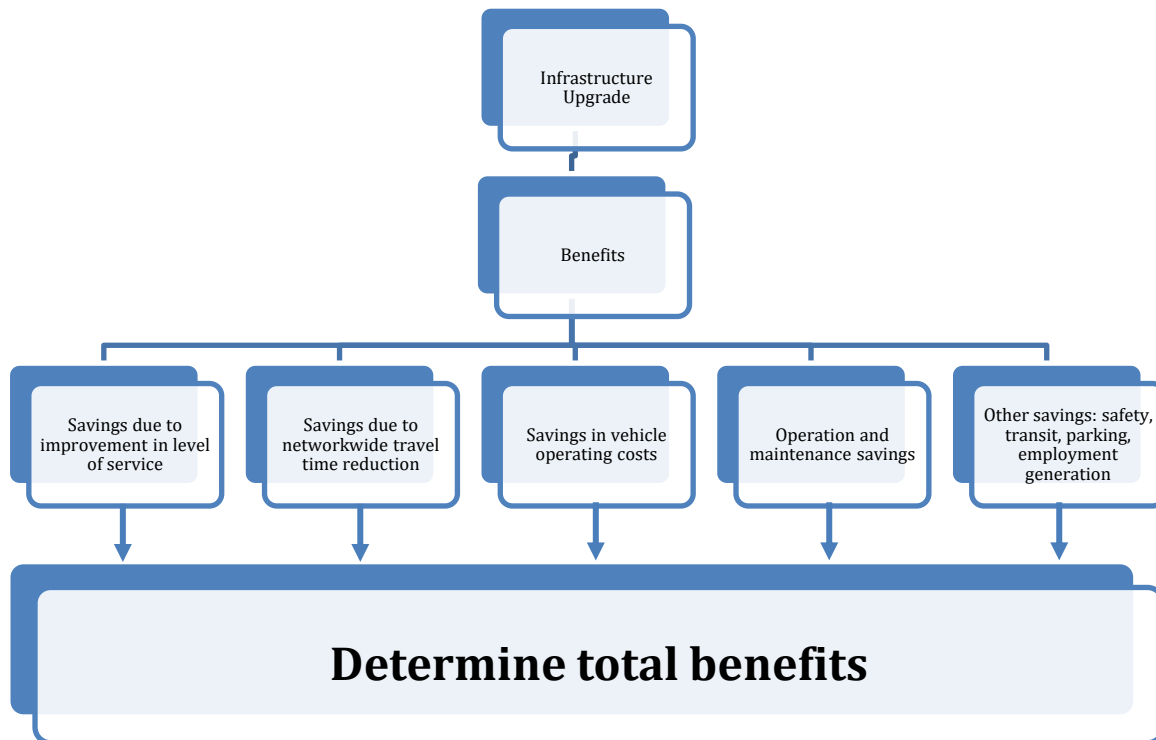 Infrastructure
Upgrade
Benefits
Savings due to
improvement in level
of service
Savings due to
networkwide travel
time reduction
Savings in vehicle
operating costs
Operation and
maintenance savings
Other savings: safety,
transit, parking,
employment
generation
Determine total benefits